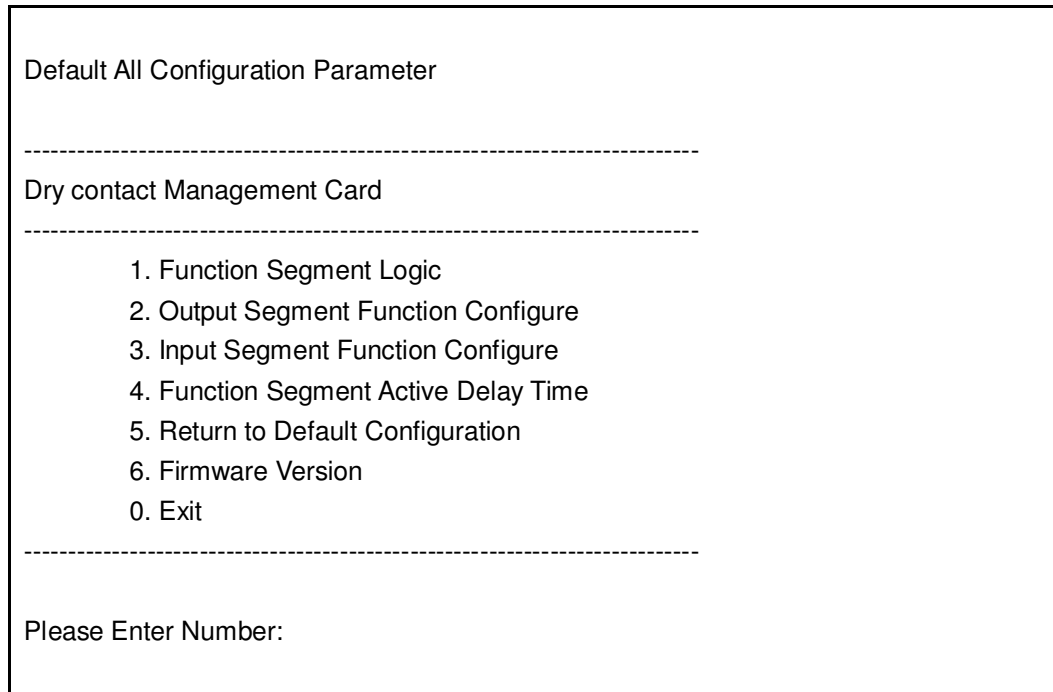 Default All Configuration Parameter
-----------------------------------------------------------------------------
Dry contact Management Card
-----------------------------------------------------------------------------
1. Function Segment Logic
2. Output Segment Function Configure
3. Input Segment Function Configure
4. Function Segment Active Delay Time
5. Return to Default Configuration
6. Firmware Version
0. Exit
-----------------------------------------------------------------------------
Please Enter Number: